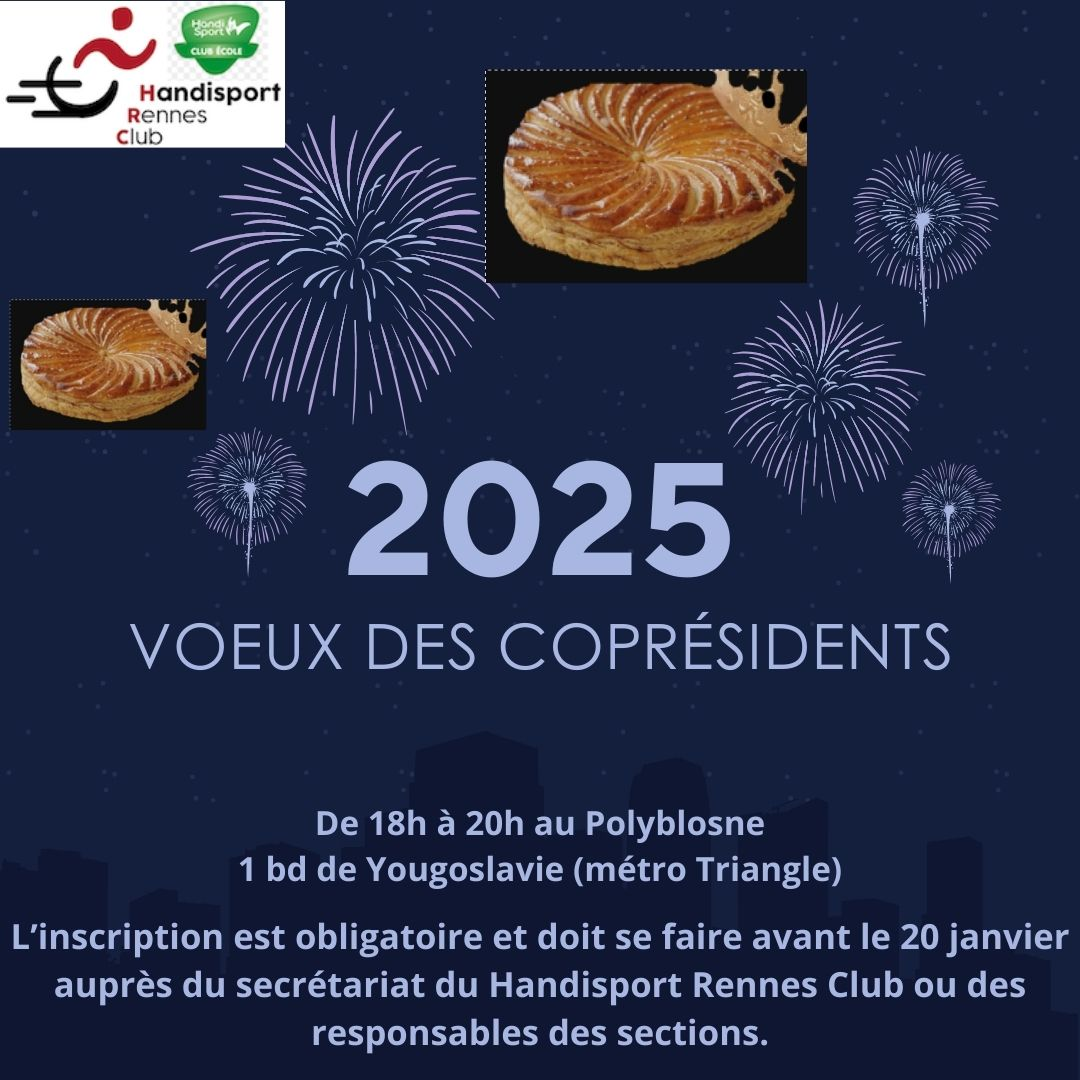 Handi
Sport
CLUB ÉCOLE
Handisport
Rennes
Club
2025
VOEUX DES COPRÉSIDENTS
De 18h à 20h au Polyblosne
1 bd de Yougoslavie (métro Triangle)
L’inscription est obligatoire et doit se faire avant le 20 janvier
auprès du secrétariat du Handisport Rennes Club ou des
responsables des sections.